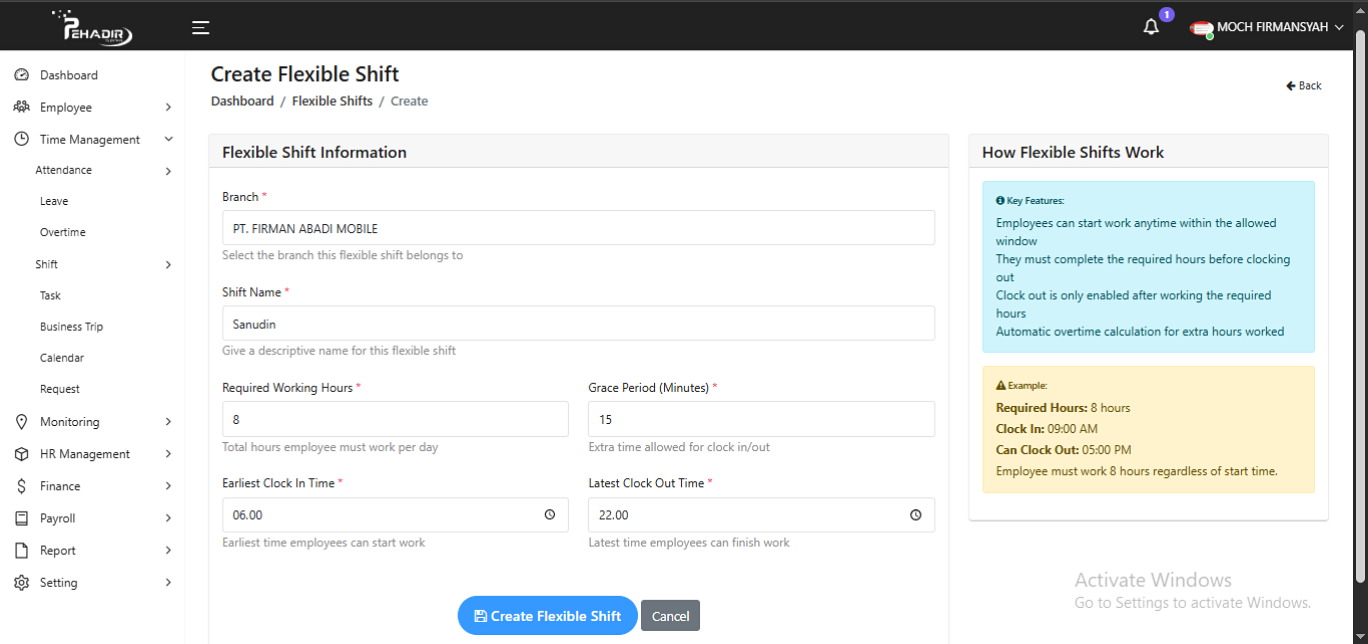 PEHADIR
1
MOCH FIRMANSYAH
Dashboard
Employee
Time Management
Attendance
Leave
Overtime
Shift
Task
Business Trip
Calendar
Request
Monitoring
HR Management
Finance
Payroll
Report
Setting
Create Flexible Shift
Dashboard / Flexible Shifts / Create
Back
Flexible Shift Information
Branch *
PT. FIRMAN ABADI MOBILE
Select the branch this flexible shift belongs to
Shift Name *
Sanudin
Give a descriptive name for this flexible shift
Required Working Hours *
8
Total hours employee must work per day
Grace Period (Minutes) *
15
Extra time allowed for clock in/out
Earliest Clock In Time *
06.00
Earliest time employees can start work
Latest Clock Out Time *
22.00
Latest time employees can finish work
Create Flexible Shift
Cancel
How Flexible Shifts Work
Key Features:
Employees can start work anytime within the allowed
window
They must complete the required hours before clocking
out
Clock out is only enabled after working the required
hours
Automatic overtime calculation for extra hours worked
Example:
Required Hours: 8 hours
Clock In: 09:00 AM
Can Clock Out: 05:00 PM
Employee must work 8 hours regardless of start time.
Activate Windows
Go to Settings to activate Windows.